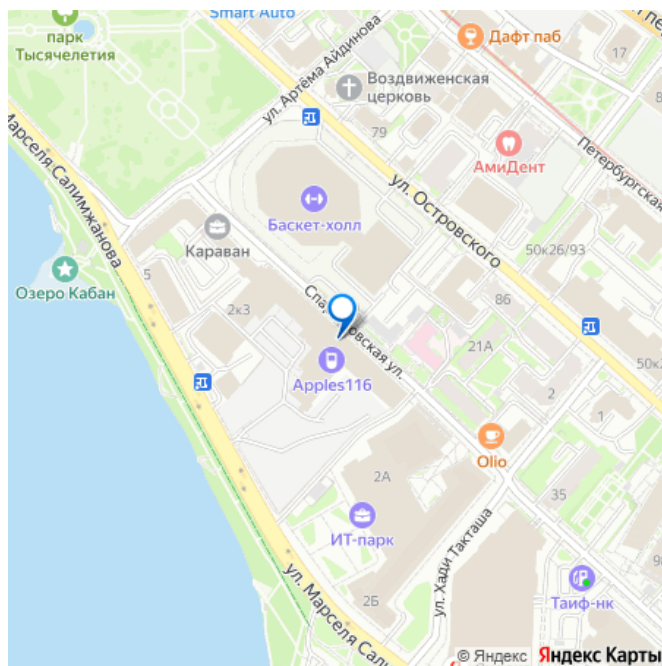 Smart Auto
парк
Тысячелетия
Дафт паб
17
ул. Артёма Айдинова
Воздвиженская
церковь
79
Петербургская
АмиДент
Марселя Салимжанова
ул. Островского
Баскет-холл
Караван
50к26/93
5
Озеро Кабан
2к3
86
21А
50к2
Apples116
2
1
Olio
2А
35
ИТ-парк
ул. Хади Такташа
Таиф-нк
2Б
ул. Марселя Сали
© Яндекс Яндекс Карты